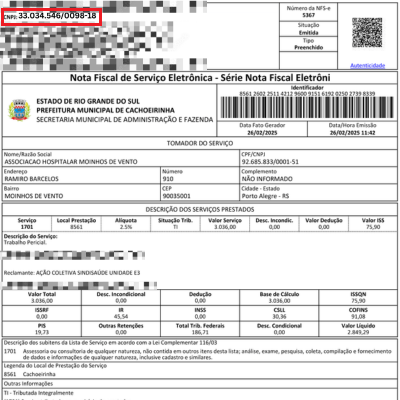 CNPJ: 33.034.546/0098-18
Número da NFS-e
5367
Situação
Emitida
Tipo
Preenchido
Autenticidade
Nota Fiscal de Serviço Eletrônica - Série Nota Fiscal Eletrôni
ESTADO DE RIO GRANDE DO SUL
PREFEITURA MUNICIPAL DE CACHOEIRINHA
SECRETARIA MUNICIPAL DE ADMINISTRAÇÃO E FAZENDA
Identificador
8561 2602 2511 4212 9600 9151 6192 0250 2739 8339
Data Fato Gerador Data/Hora Emissão
26/02/2025 26/02/2025 11:42
TOMADOR DO SERVIÇO
Nome/Razão Social CPF/CNPJ
ASSOCIACAO HOSPITALAR MOINHOS DE VENTO 92.685.833/0001-51
Endereço Número Complemento
RAMIRO BARCELOS 910 NÃO INFORMADO
Bairro CEP Cidade - Estado
MOINHOS DE VENTO 90035001 Porto Alegre - RS
DESCRIÇÃO DOS SERVIÇOS PRESTADOS
Serviço Local Prestação Alíquota Situação Trib. Valor Serviço Desc. Incondic. Valor Dedução Valor ISS
1701 8561 2.5% TI 3.036,00 0,00 0,00 75,90
Descrição do Serviço:
Trabalho Pericial.
Reclamante: AÇÃO COLETIVA SINDISAÚDE UNIDADE E3
Valor Total Desc. Incondicional Dedução Base de Cálculo ISSQN
3.036,00 0,00 0,00 3.036,00 75,90
ISSRF IR INSS CSLL COFINS
0,00 45,54 0,00 30,36 91,08
PIS Outras Retenções Total Trib. Federais Desc. Condicional Valor Líquido
19,73 0,00 186,71 0,00 2.849,29
Descrição dos subitens da Lista de Serviço em acordo com a Lei Complementar 116/03
1701 Assessoria ou consultoria de qualquer natureza, não contida em outros itens desta lista; análise, exame, pesquisa, coleta, compilação e fornecimento
de dados e informações de qualquer natureza, inclusive cadastro e similares.
Legenda do Local de Prestação do Serviço
8561 Cachoeirinha
Outras Informações
TI - Tributada Integralmente